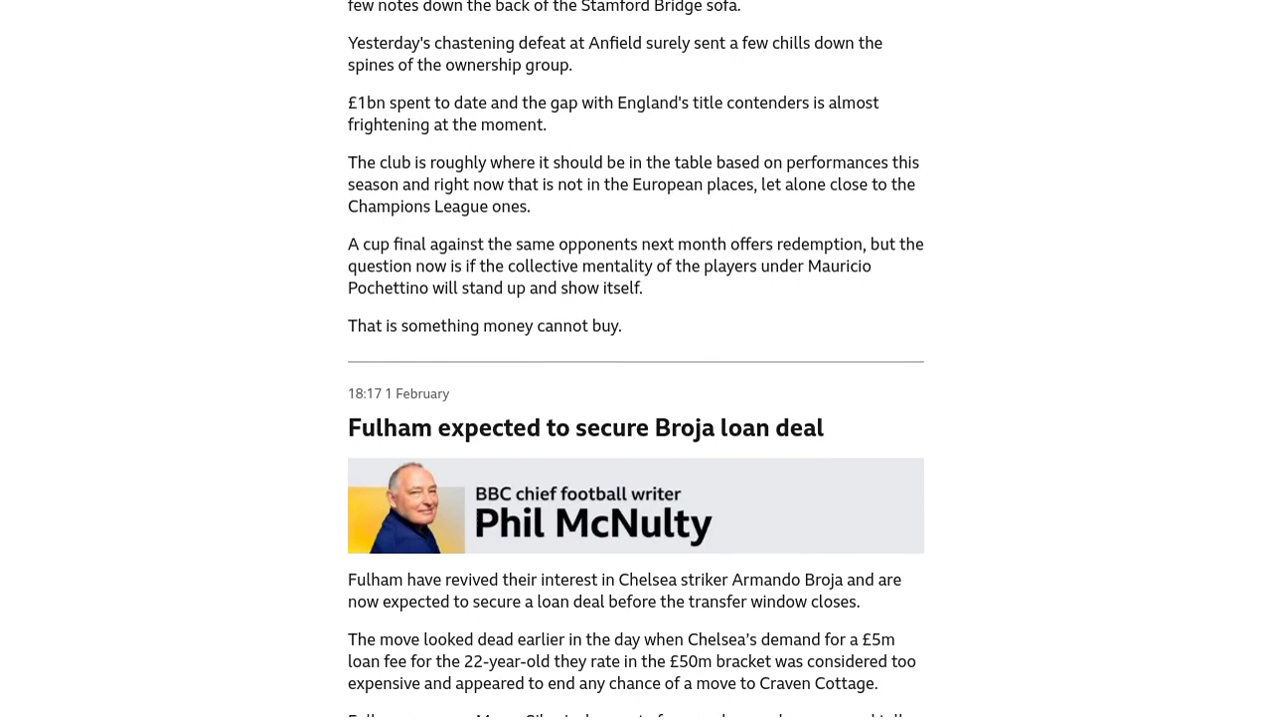 few notes down the back of the Stamford Bridge sofa.
Yesterday's chastening defeat at Anfield surely sent a few chills down the
spines of the ownership group.
£1bn spent to date and the gap with England's title contenders is almost
frightening at the moment.
The club is roughly where it should be in the table based on performances this
season and right now that is not in the European places, let alone close to the
Champions League ones.
A cup final against the same opponents next month offers redemption, but the
question now is if the collective mentality of the players under Mauricio
Pochettino will stand up and show itself.
That is something money cannot buy.
18:17 1 February
Fulham expected to secure Broja loan deal
BBC chief football writer
Phil McNulty
Fulham have revived their interest in Chelsea striker Armando Broja and are
now expected to secure a loan deal before the transfer window closes.
The move looked dead earlier in the day when Chelsea’s demand for a £5m
loan fee for the 22-year-old they rate in the £50m bracket was considered too
expensive and appeared to end any chance of a move to Craven Cottage.